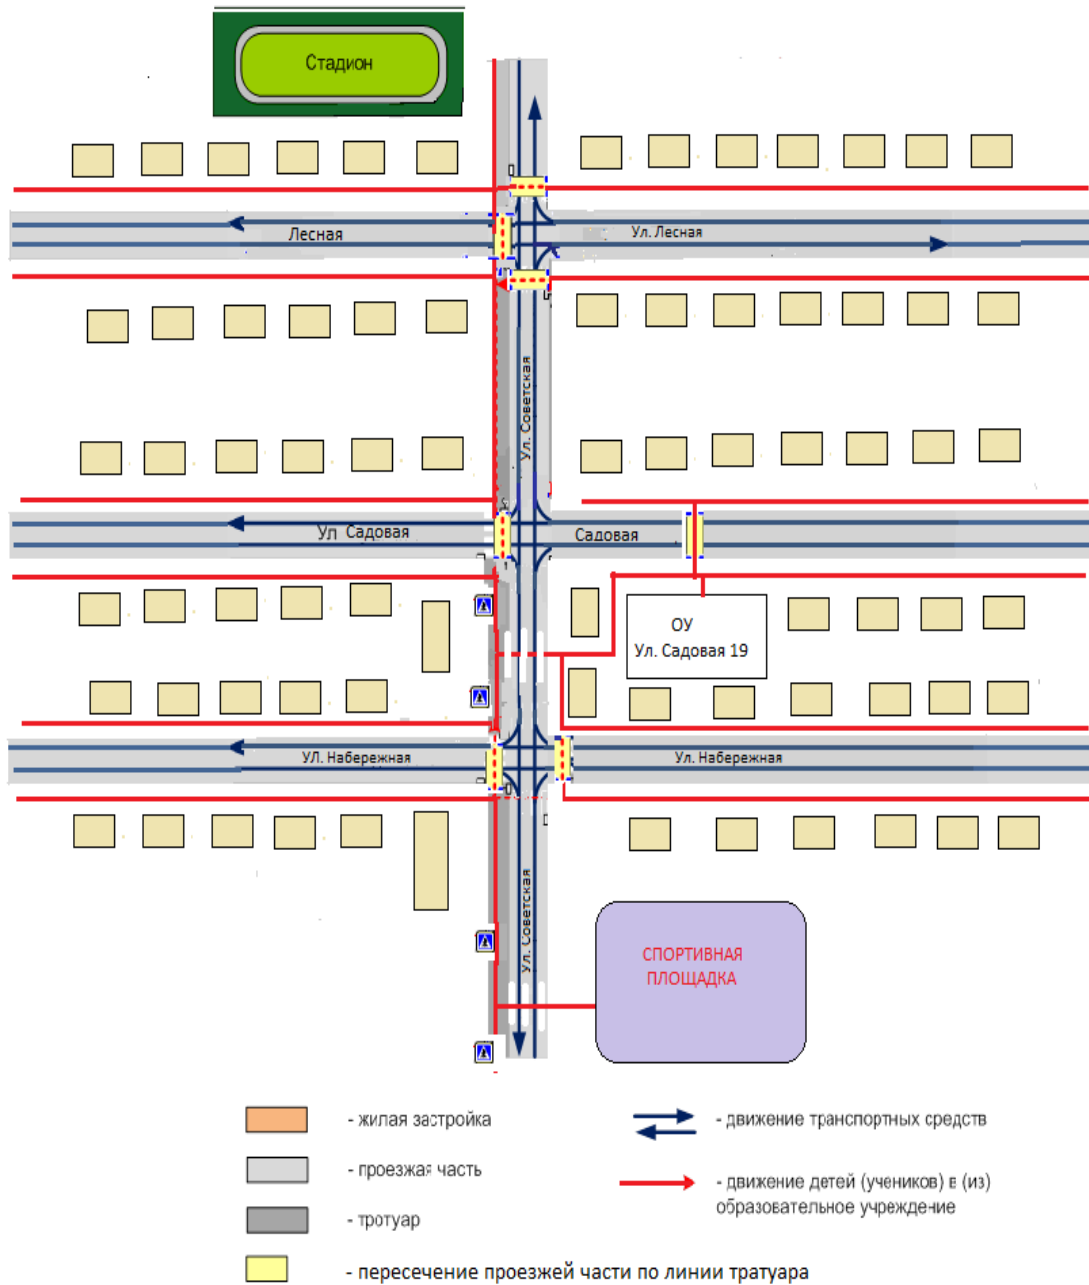 Стадион
Лесная
Ул. Лесная
Ул. Советская
Ул Садовая
Садовая
ОУ
Ул. Садовая 19
УЛ. Набережная
Ул. Набережная
Ул. Советская
СПОРТИВНАЯ
ПЛОЩАДКА
- жилая застройка
- проезжая часть
- тротуар
- пересечение проезжей части по линии тратуара
- движение транспортных средств
- движение детей (учеников) в (из)
образовательное учреждение